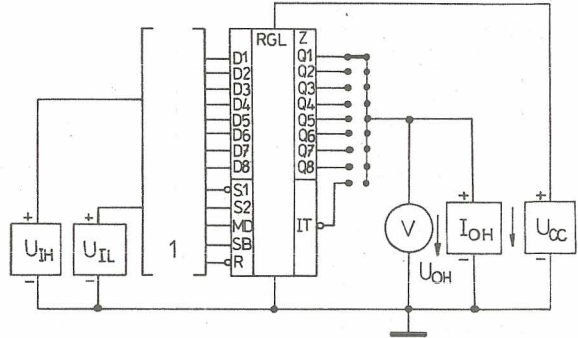 RGL Z
D1 Q1
D2 Q2
D3 Q3
D4 Q4
D5 Q5
D6 Q6
D7 Q7
D8 Q8
S1
S2
MD IT
SB
R
1
+
U_IH
−
+
U_IL
−
V
U_OH
+
I_OH
−
+
U_CC
−